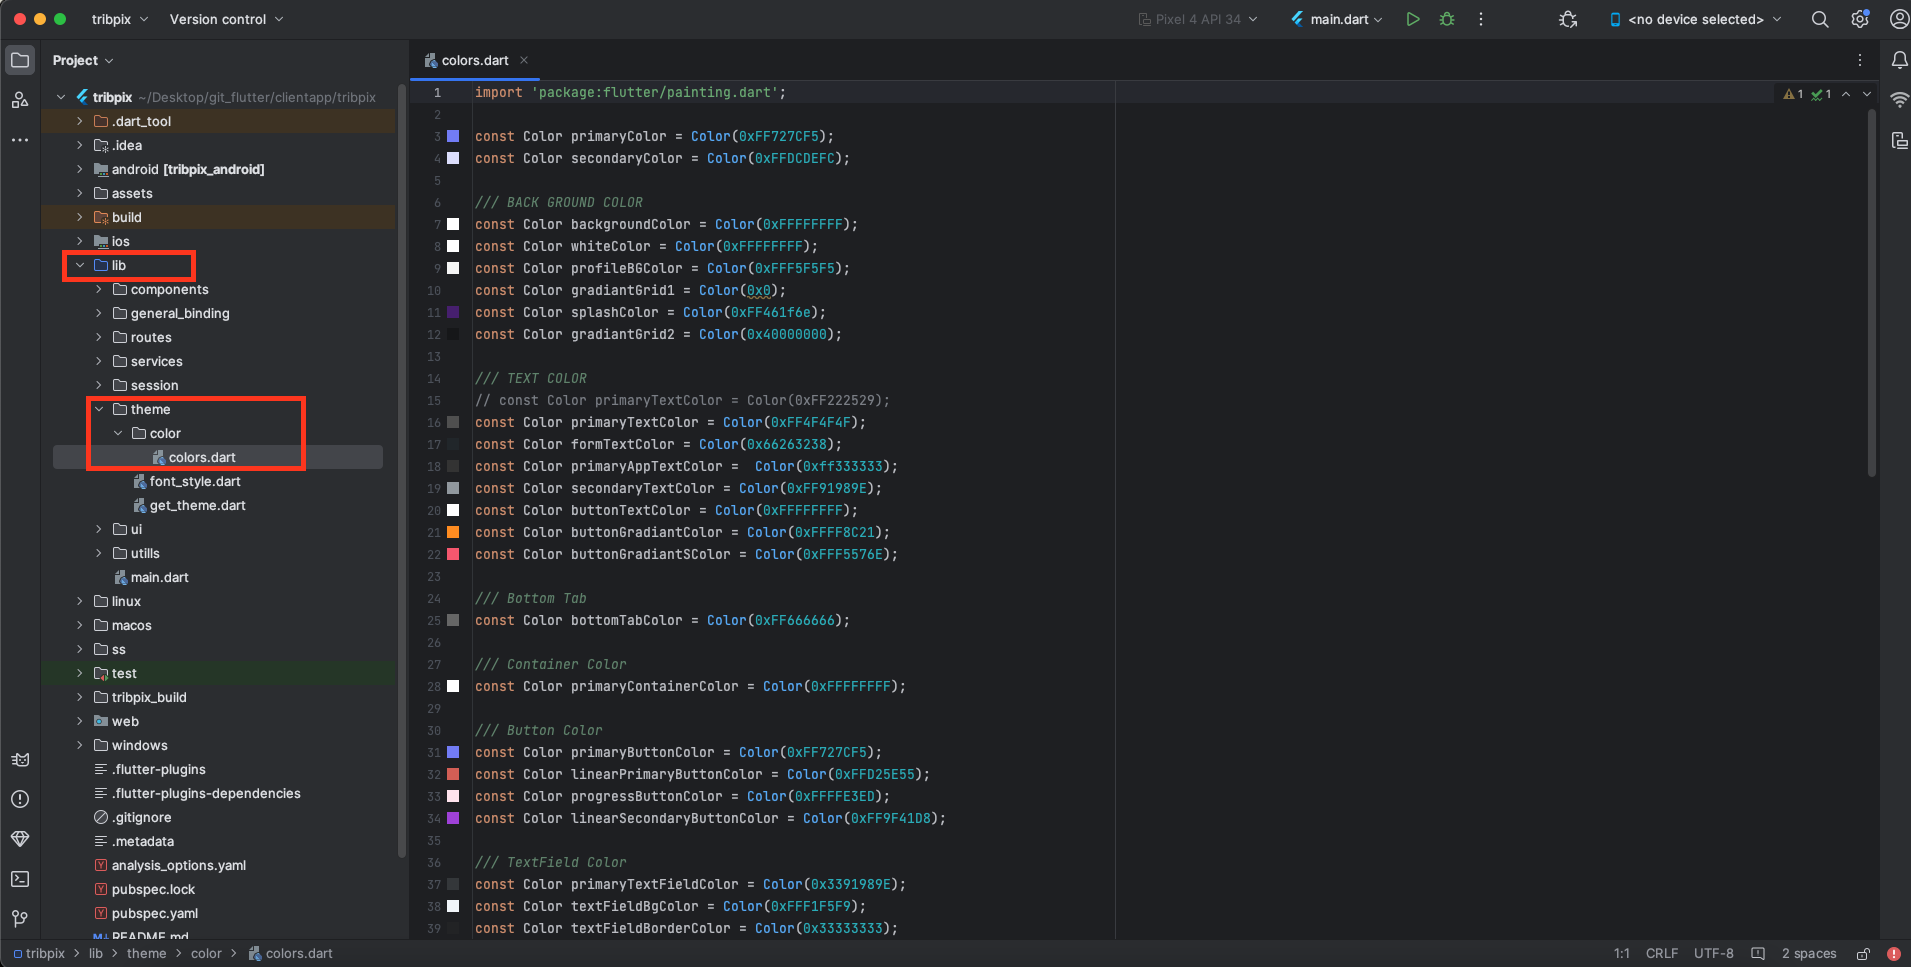 tribpix
Version control
Pixel 4 API 34
main.dart
<no device selected>
Project
colors.dart
tribpix ~/Desktop/git_flutter/clientapp/tribpix
.dart_tool
.idea
android [tribpix_android]
assets
build
ios
lib
components
general_binding
routes
services
session
theme
color
colors.dart
font_style.dart
get_theme.dart
ui
utills
main.dart
linux
macos
ss
test
tribpix_build
web
windows
.flutter-plugins
.flutter-plugins-dependencies
.gitignore
.metadata
analysis_options.yaml
pubspec.lock
pubspec.yaml
README.md
1 import 'package:flutter/painting.dart';
1 1
2
3 const Color primaryColor = Color(0xFF727CF5);
4 const Color secondaryColor = Color(0xFFDCDEFC);
5
6 /// BACK GROUND COLOR
7 const Color backgroundColor = Color(0xFFFFFFFF);
8 const Color whiteColor = Color(0xFFFFFFFF);
9 const Color profileBGColor = Color(0xFFF5F5F5);
10 const Color gradiantGrid1 = Color(0x0);
11 const Color splashColor = Color(0xFF461f6e);
12 const Color gradiantGrid2 = Color(0x40000000);
13
14 /// TEXT COLOR
15 // const Color primaryTextColor = Color(0xFF222529);
16 const Color primaryTextColor = Color(0xFF4F4F4F);
17 const Color formTextColor = Color(0x66263238);
18 const Color primaryAppTextColor =  Color(0xff333333);
19 const Color secondaryTextColor = Color(0xFF91989E);
20 const Color buttonTextColor = Color(0xFFFFFFFF);
21 const Color buttonGradiantColor = Color(0xFFFF8C21);
22 const Color buttonGradiantSColor = Color(0xFFF5576E);
23
24 /// Bottom Tab
25 const Color bottomTabColor = Color(0xFF666666);
26
27 /// Container Color
28 const Color primaryContainerColor = Color(0xFFFFFFFF);
29
30 /// Button Color
31 const Color primaryButtonColor = Color(0xFF727CF5);
32 const Color linearPrimaryButtonColor = Color(0xFFD25E55);
33 const Color progressButtonColor = Color(0xFFFFE3ED);
34 const Color linearSecondaryButtonColor = Color(0xFF9F41D8);
35
36 /// TextField Color
37 const Color primaryTextFieldColor = Color(0x3391989E);
38 const Color textFieldBgColor = Color(0xFFF1F5F9);
39 const Color textFieldBorderColor = Color(0x33333333);
tribpix > lib > theme > color > colors.dart
1:1 CRLF UTF-8 2 spaces